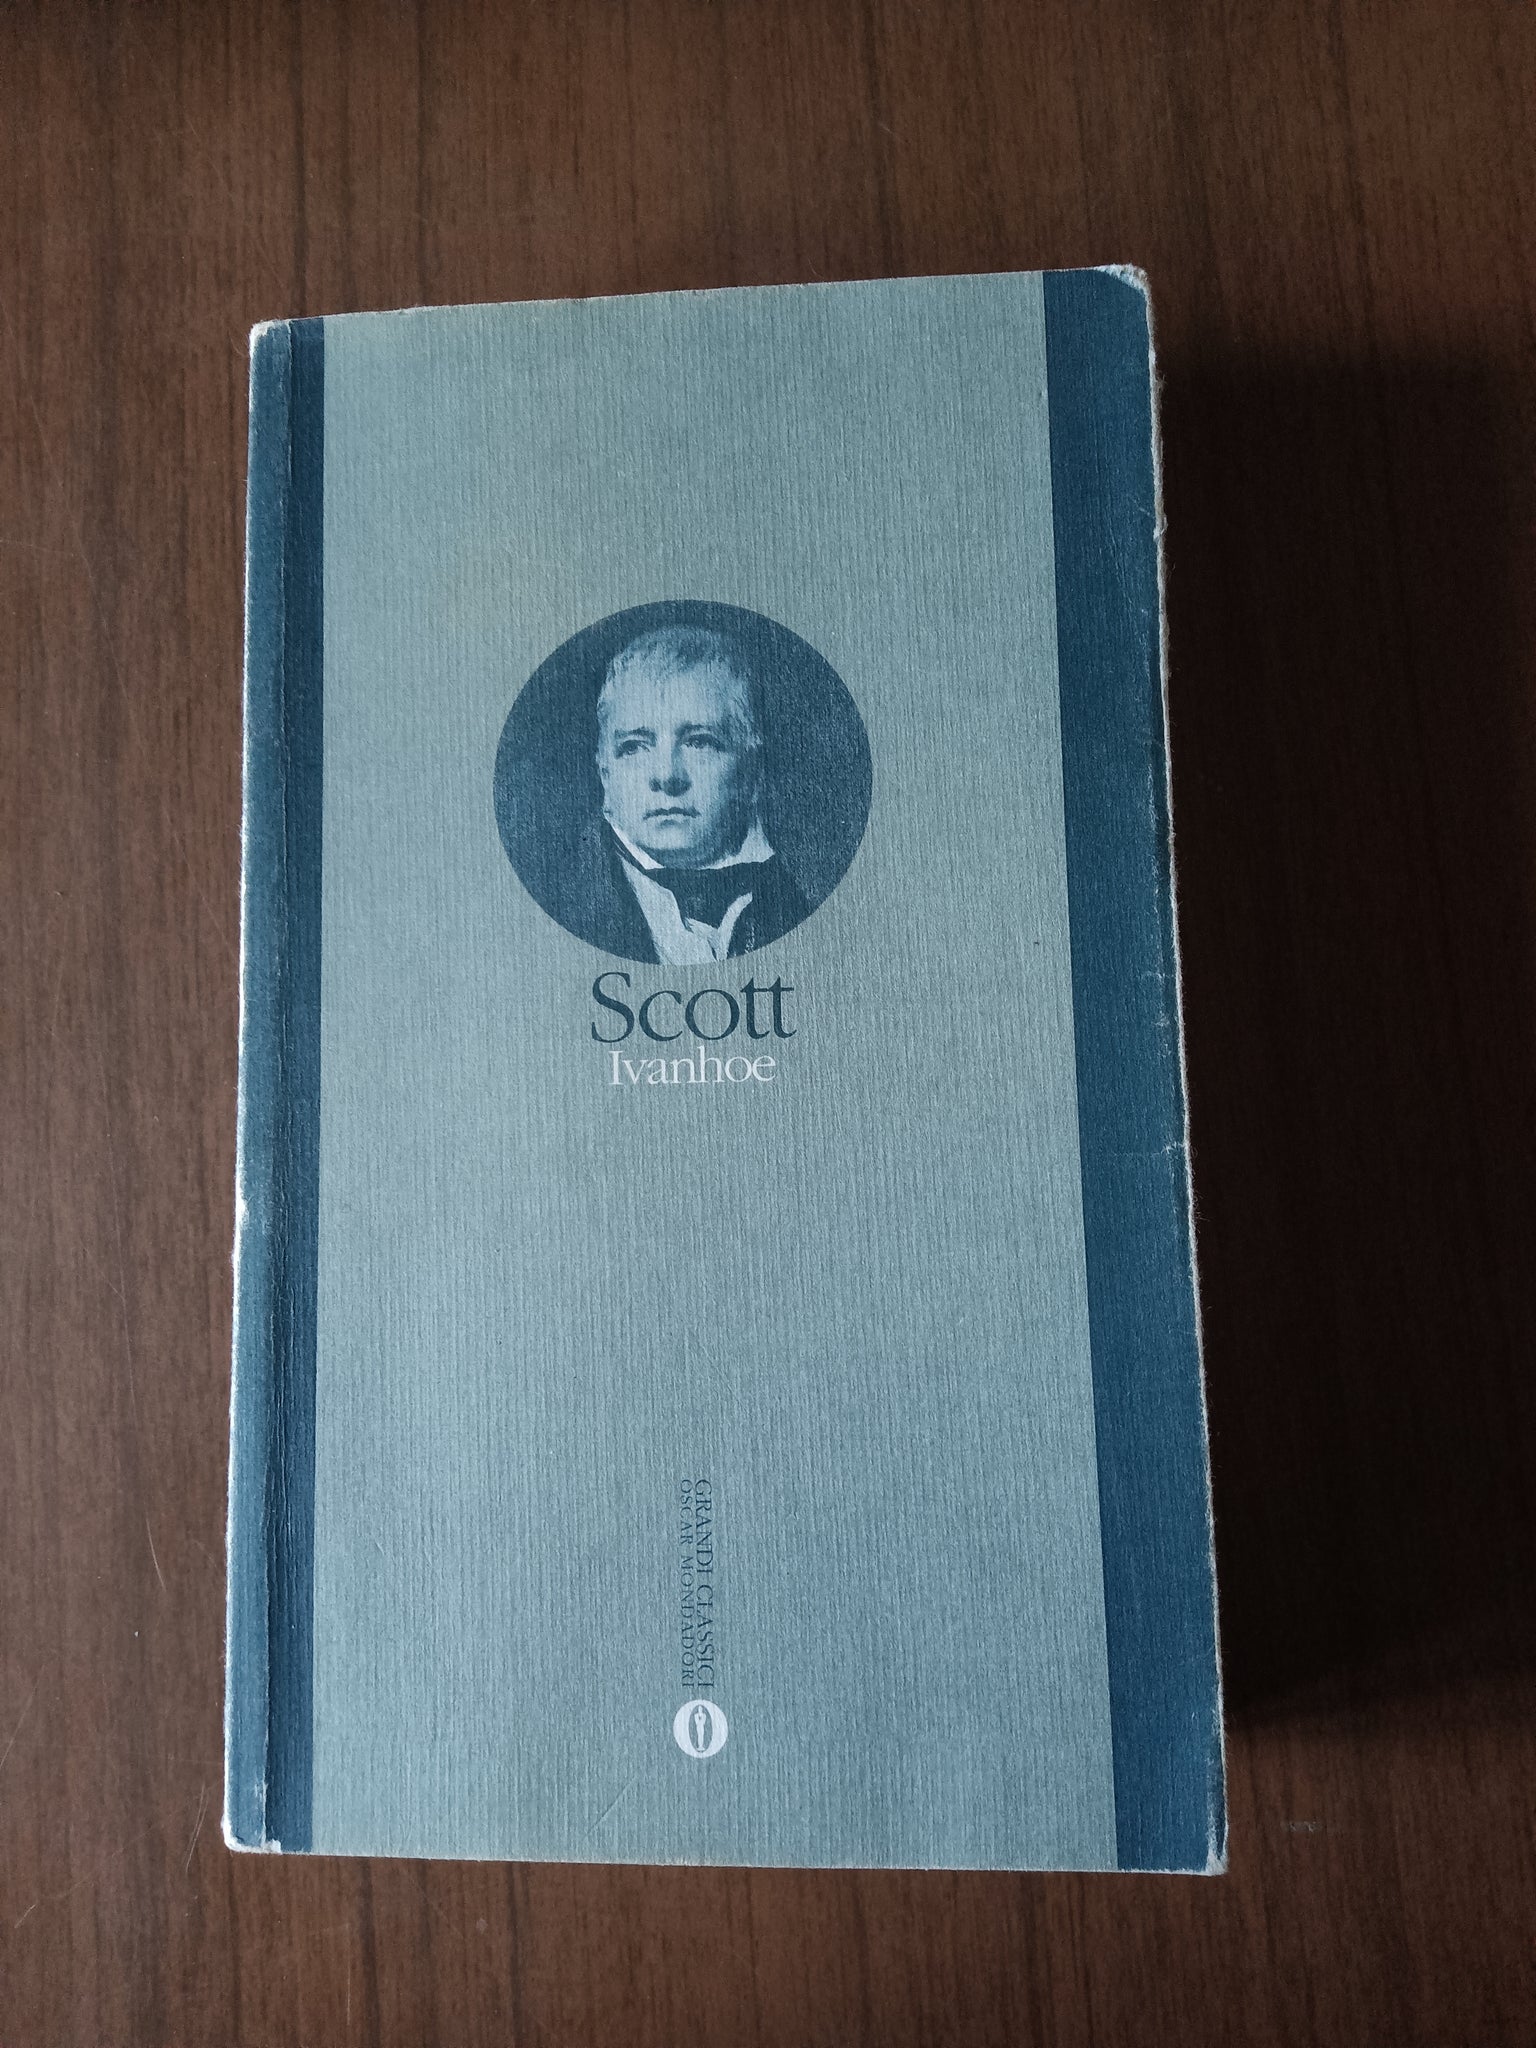 Scott
Ivanhoe
GRANDI CLASSICI
OSCAR MONDADORI